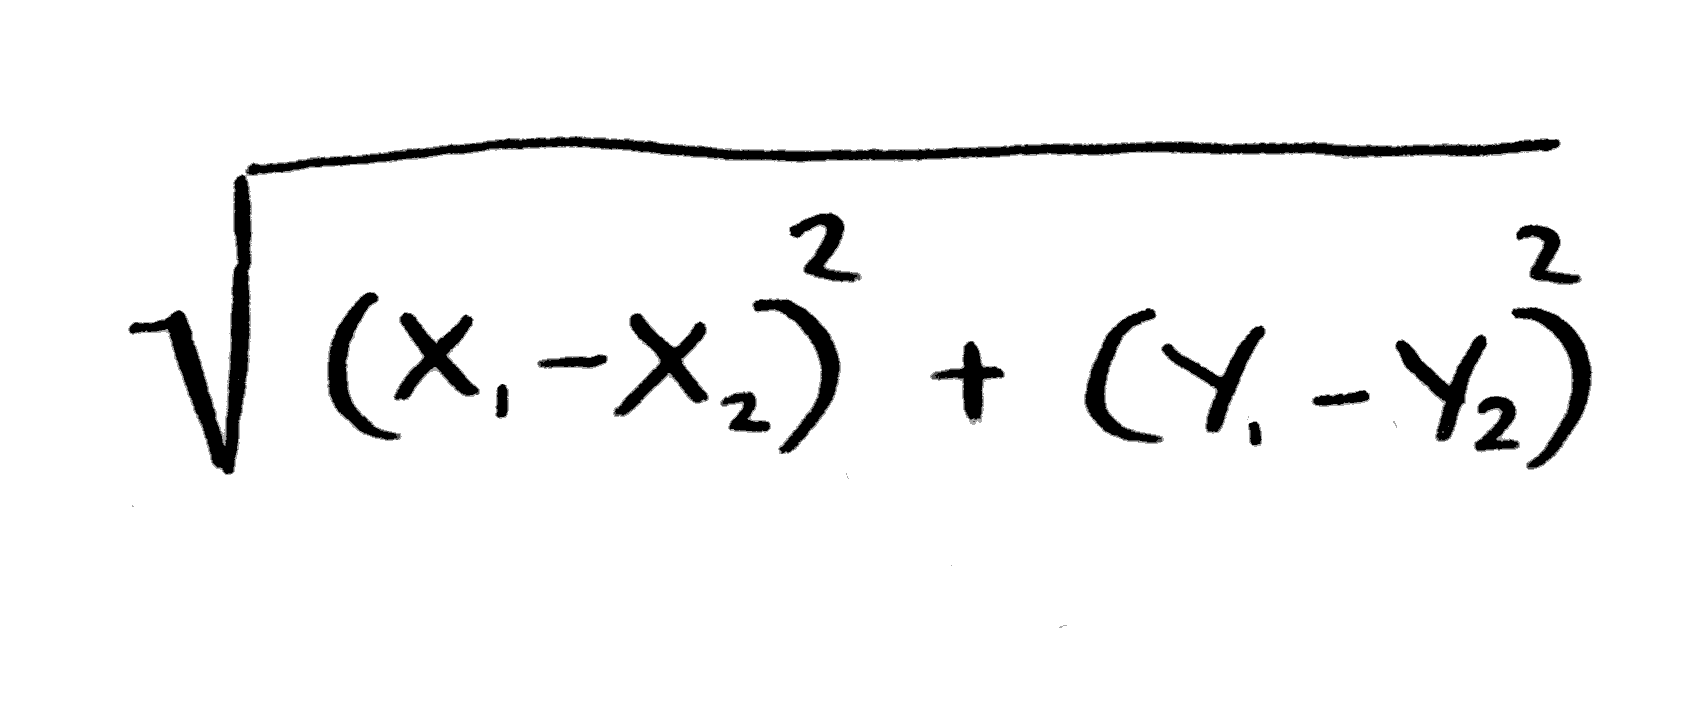 √((X₁-X₂)² + (Y₁-Y₂)²)